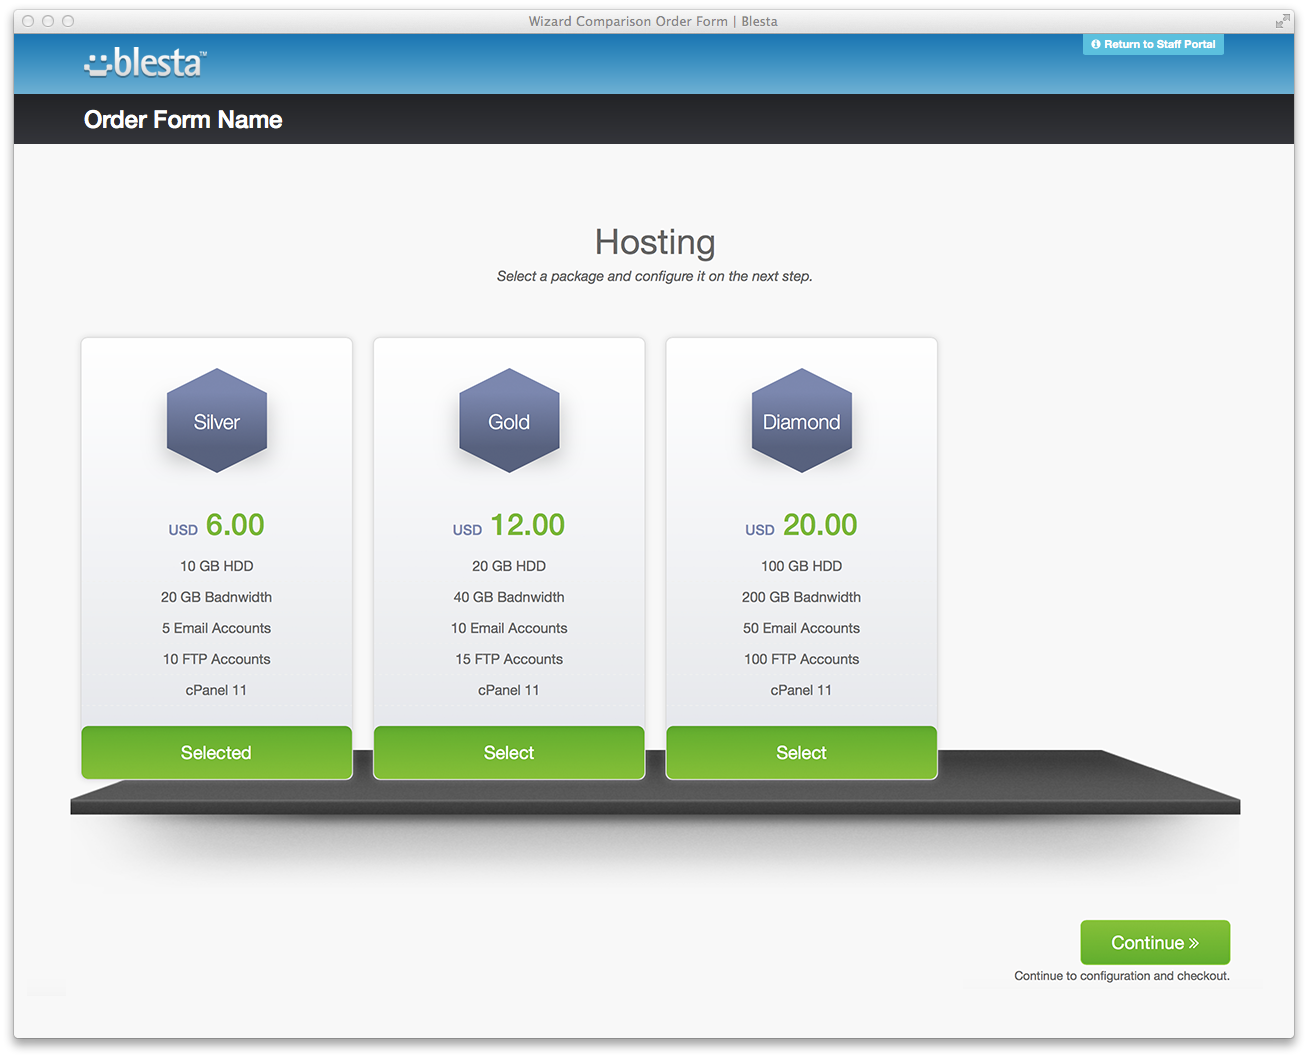 Wizard Comparison Order Form | Blesta
Return to Staff Portal
blesta™
Order Form Name
Hosting
Select a package and configure it on the next step.
Silver
USD 6.00
10 GB HDD
20 GB Badnwidth
5 Email Accounts
10 FTP Accounts
cPanel 11
Selected
Gold
USD 12.00
20 GB HDD
40 GB Badnwidth
10 Email Accounts
15 FTP Accounts
cPanel 11
Select
Diamond
USD 20.00
100 GB HDD
200 GB Badnwidth
50 Email Accounts
100 FTP Accounts
cPanel 11
Select
Continue »
Continue to configuration and checkout.